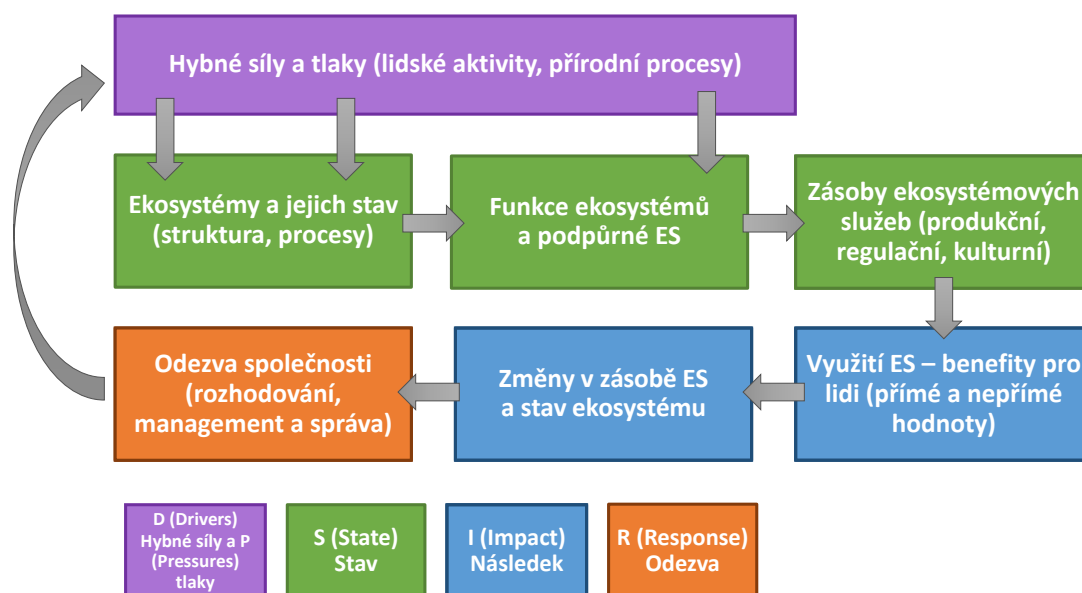 Hybné síly a tlaky (lidské aktivity, přírodní procesy)
Ekosystémy a jejich stav
(struktura, procesy)
Funkce ekosystémů
a podpůrné ES
Zásoby ekosystémových
služeb (produkční,
regulační, kulturní)
Odezva společnosti
(rozhodování,
management a správa)
Změny v zásobě ES
a stav ekosystému
Využití ES – benefity pro
lidi (přímé a nepřímé
hodnoty)
D (Drivers)
Hybné síly a P
(Pressures)
tlaky
S (State)
Stav
I (Impact)
Následek
R (Response)
Odezva